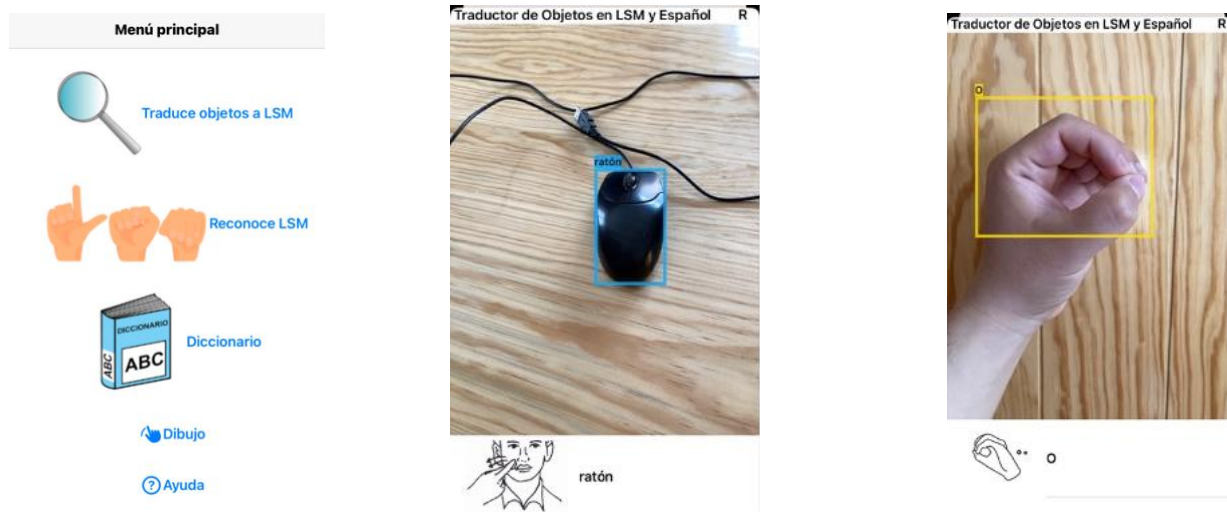 Menú principal
Traduce objetos a LSM
Reconoce LSM
DICCIONARIO
ABC
ABC
Diccionario
Dibujo
? Ayuda
Traductor de Objetos en LSM y Español R
ratón
ratón
Traductor de Objetos en LSM y Español R
O
O